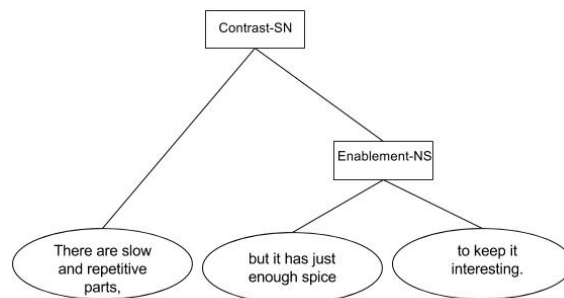 Contrast-SN
Enablement-NS
There are slow
and repetitive
parts,
but it has just
enough spice
to keep it
interesting.